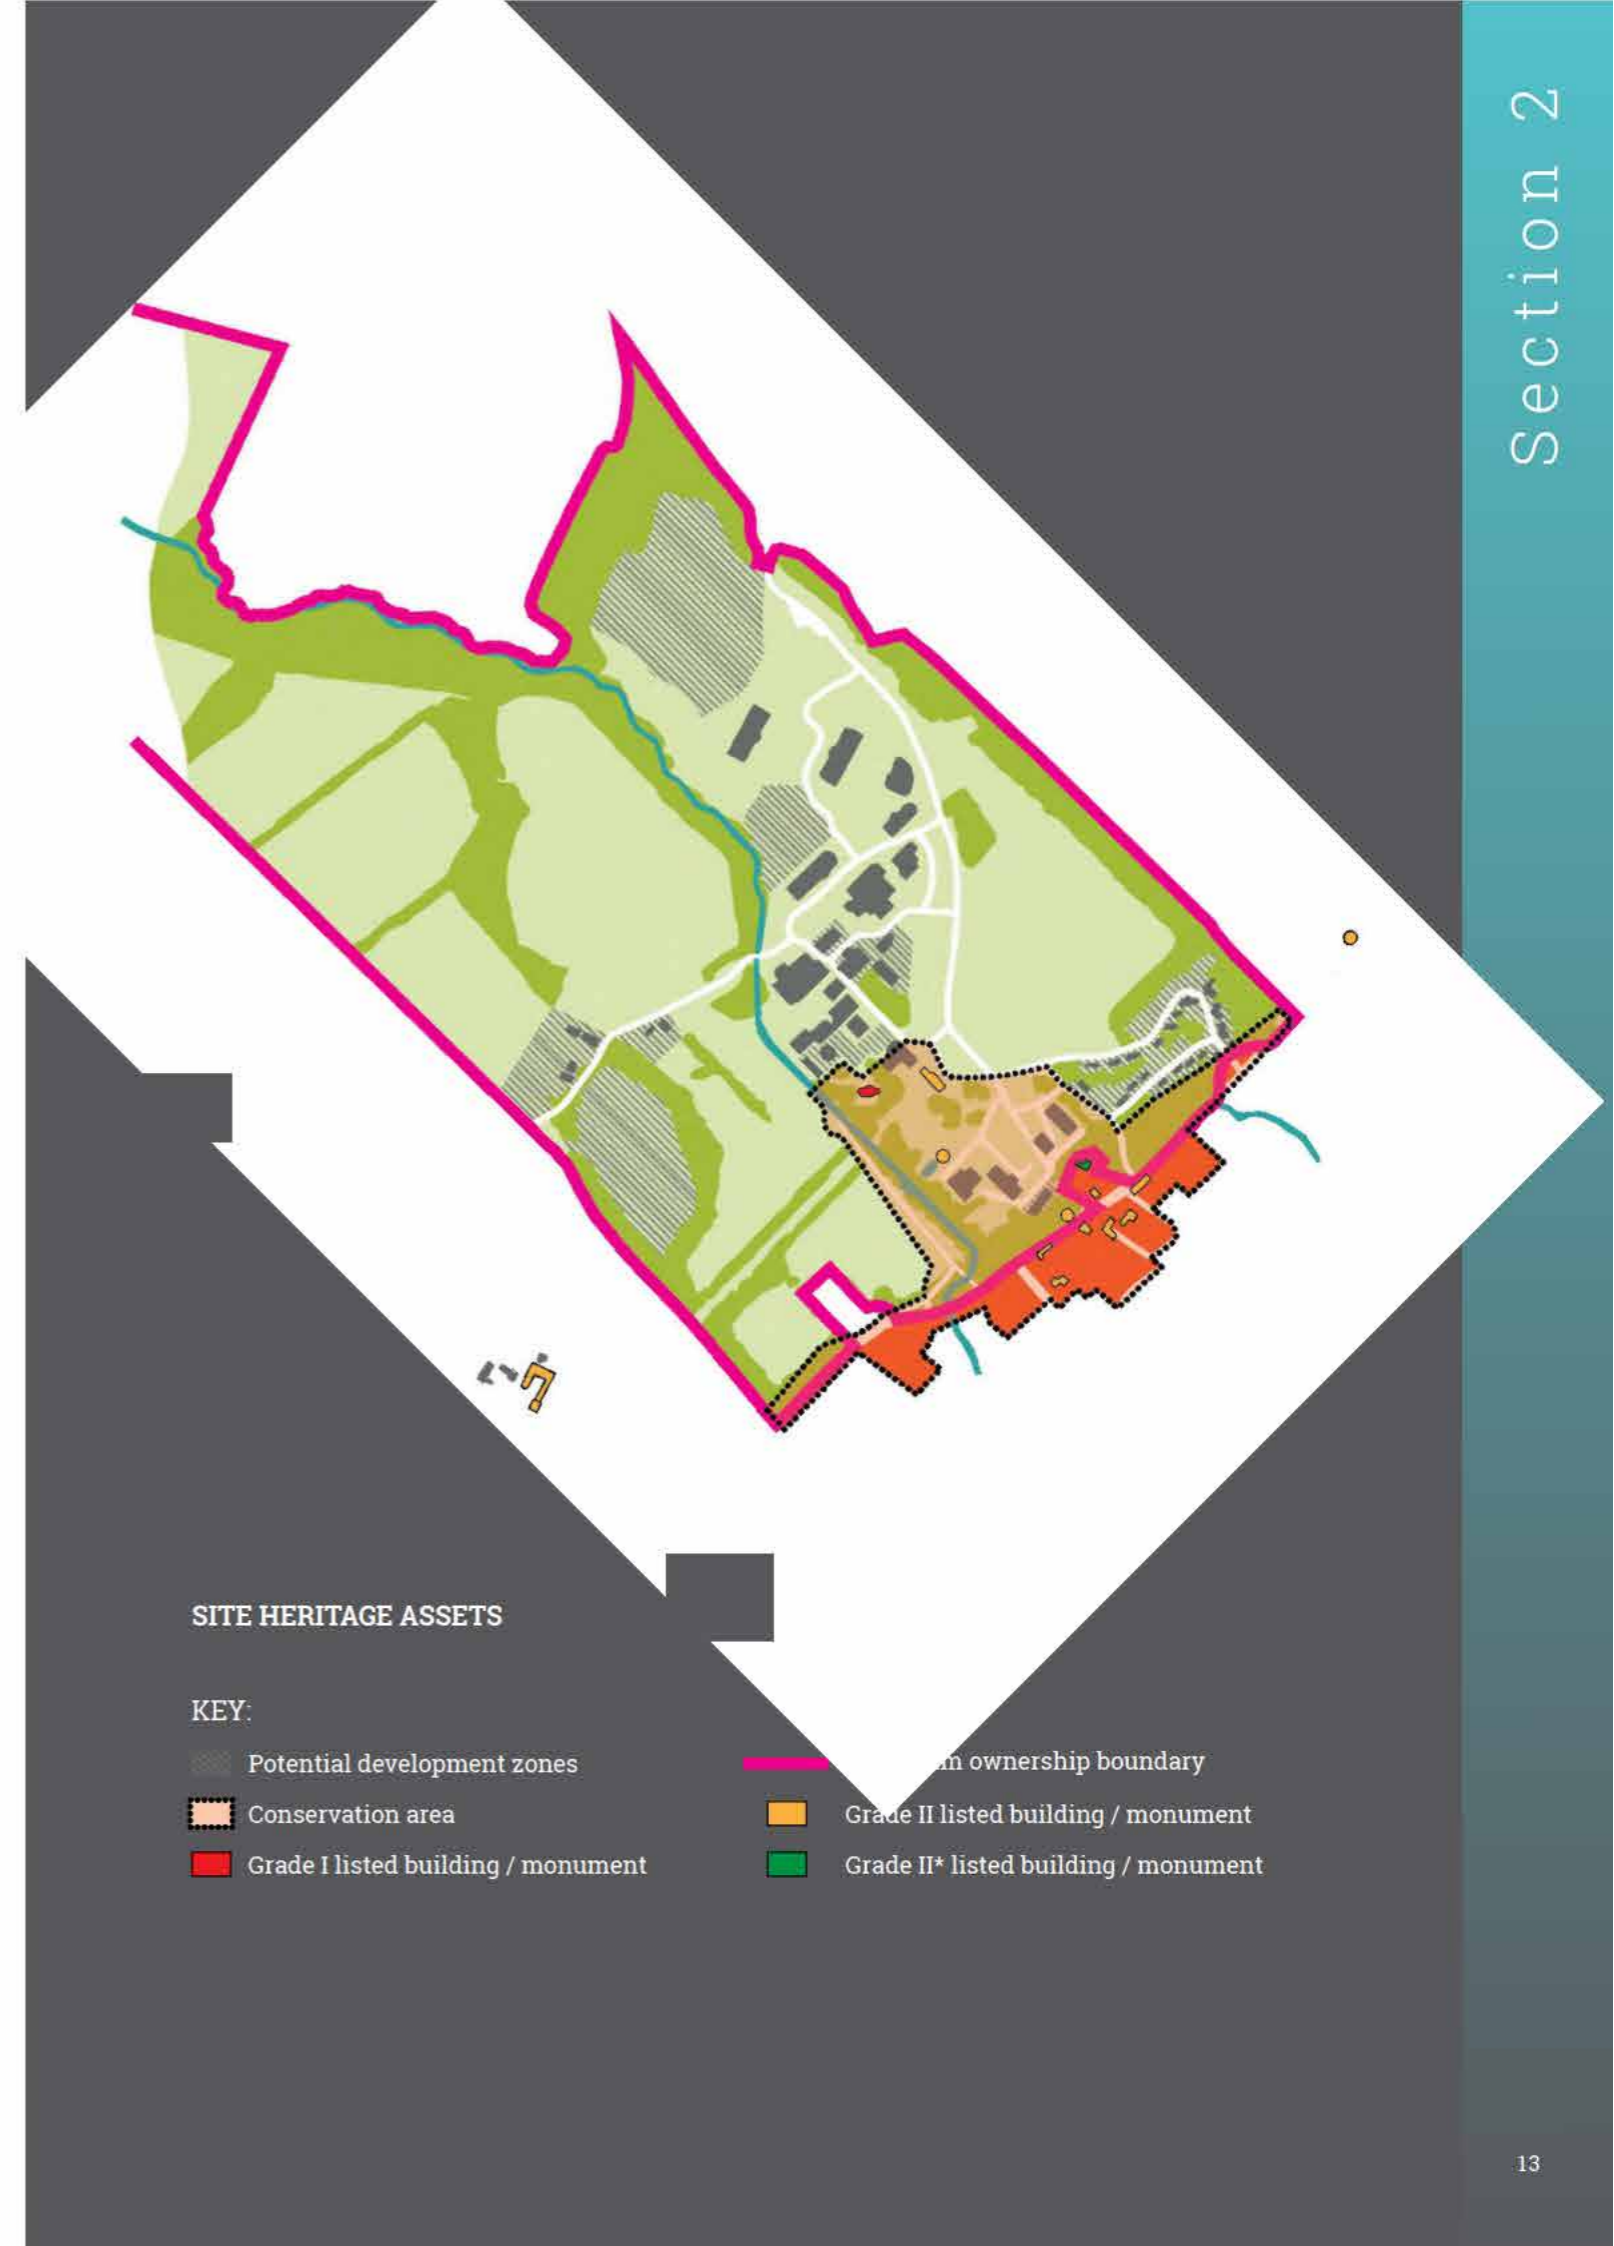 Section 2
SITE HERITAGE ASSETS
KEY:
Potential development zones
Conservation area
Grade I listed building / monument
ownership boundary
Grade II listed building / monument
Grade II* listed building / monument
13